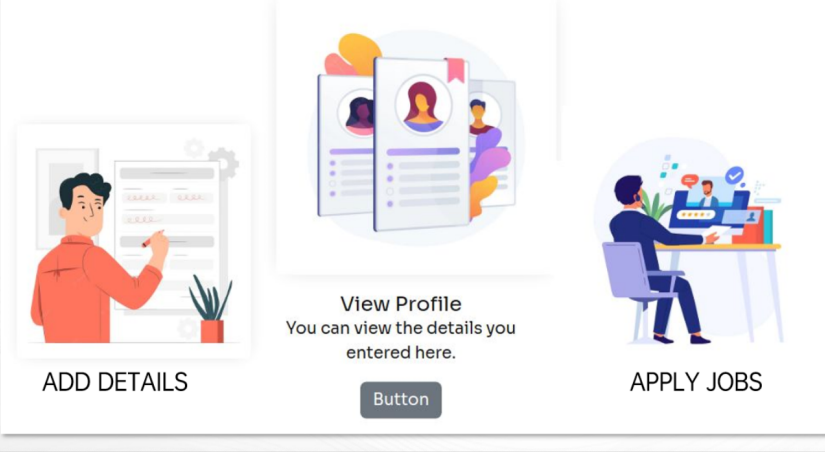 ADD DETAILS
View Profile
You can view the details you
entered here.
Button
APPLY JOBS